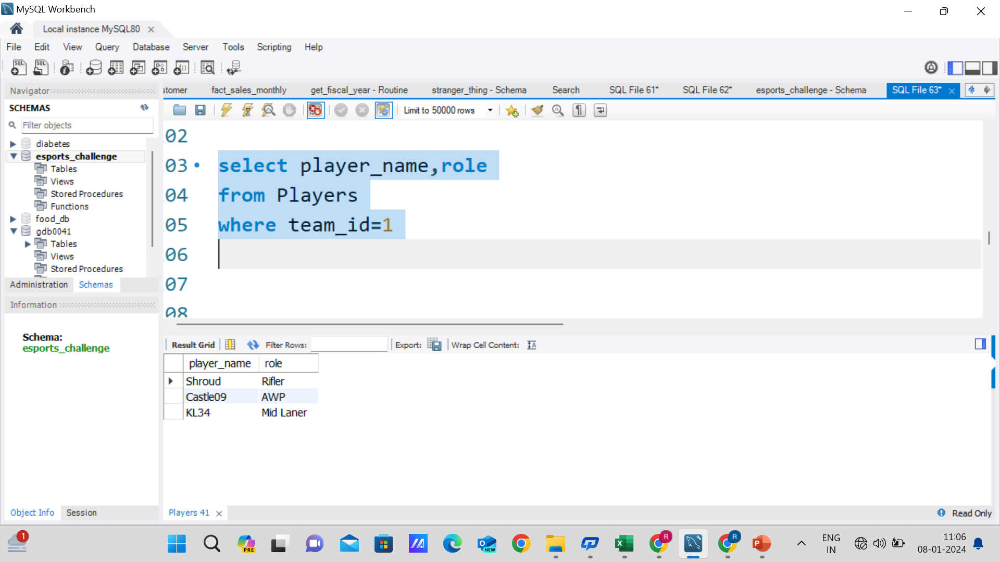 MySQL Workbench
Local instance MySQL80
File Edit View Query Database Server Tools Scripting Help
Navigator
SCHEMAS
Filter objects
diabetes
esports_challenge
Tables
Views
Stored Procedures
Functions
food_db
gdb0041
Tables
Views
Stored Procedures
Administration Schemas
Information
Schema:
esports_challenge
Object Info Session
stomer fact_sales_monthly get_fiscal_year - Routine stranger_thing - Schema Search SQL File 61* SQL File 62* esports_challenge - Schema SQL File 63*
Limit to 50000 rows
02
03 select player_name,role
04 from Players
05 where team_id=1
06
07
08
Result Grid Filter Rows: Export: Wrap Cell Content:
player_name role
Shroud Rifler
Castle09 AWP
KL34 Mid Laner
Players 41
Read Only
1
PRE
NEW
R
R
ENG
IN
11:06
08-01-2024